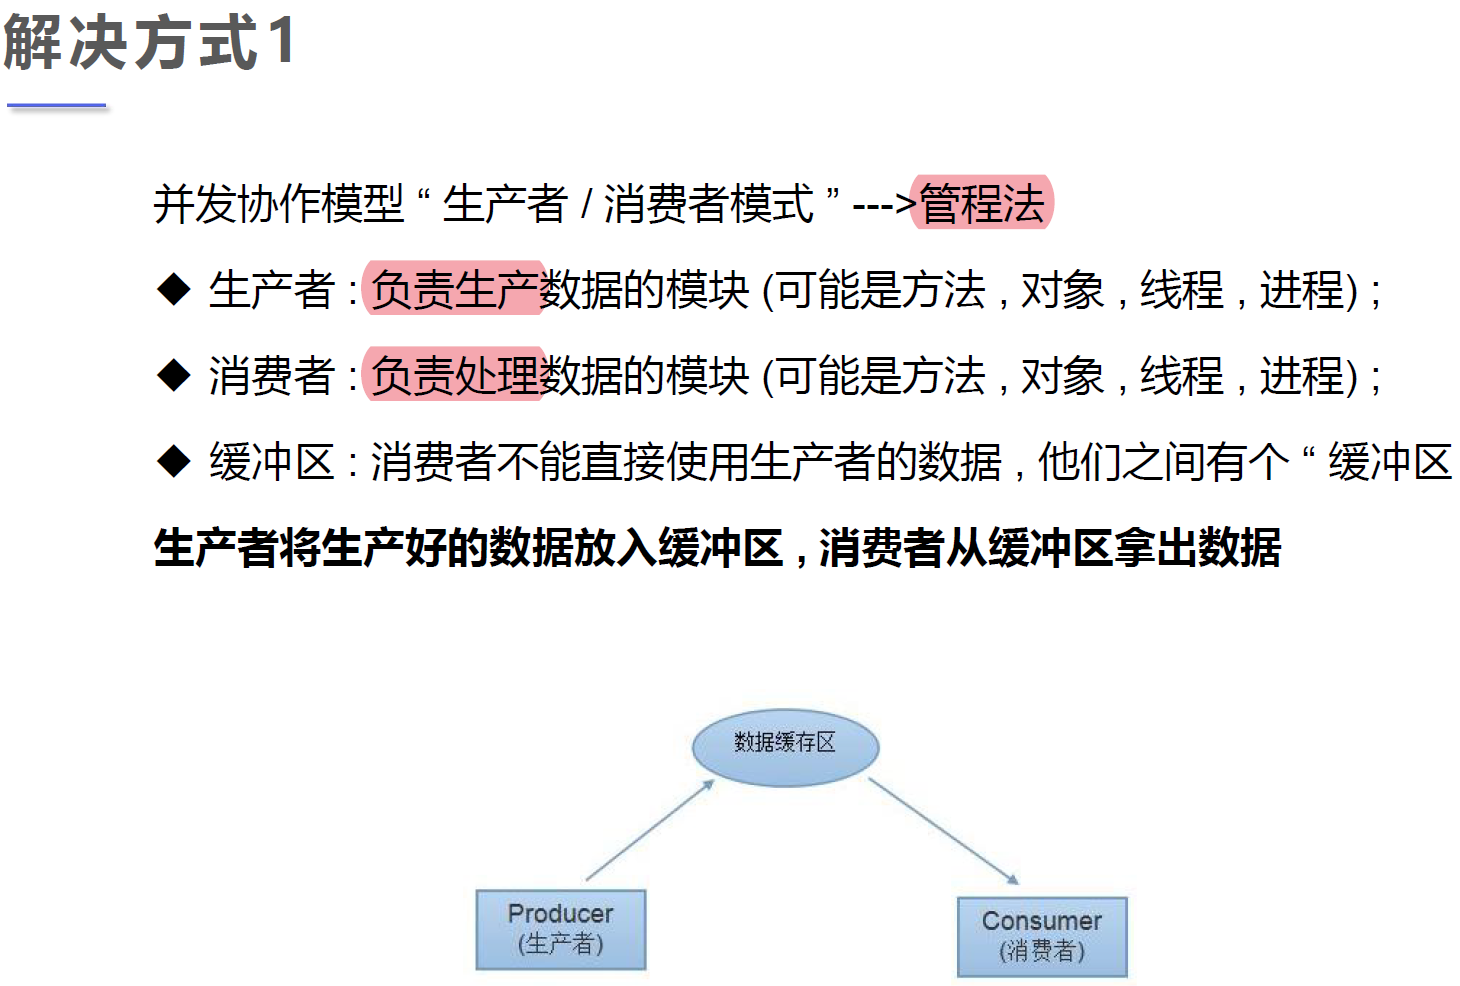 解决方式1
并发协作模型 “ 生产者 / 消费者模式 ” --->管程法
◆ 生产者 : 负责生产数据的模块 (可能是方法 , 对象 , 线程 , 进程) ;
◆ 消费者 : 负责处理数据的模块 (可能是方法 , 对象 , 线程 , 进程) ;
◆ 缓冲区 : 消费者不能直接使用生产者的数据 , 他们之间有个 “ 缓冲区
生产者将生产好的数据放入缓冲区 , 消费者从缓冲区拿出数据
数据缓存区
Producer
(生产者)
Consumer
(消费者)